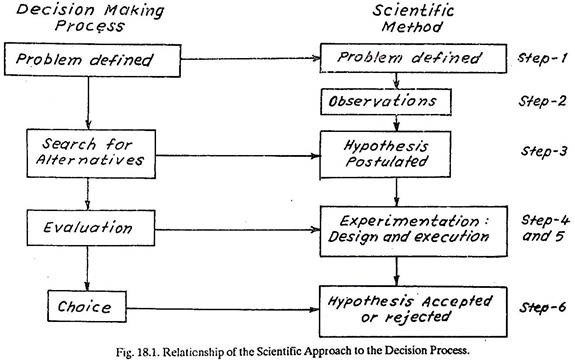 Decision Making
Process
Scientific
Method
Problem defined
Problem defined
Step-1
Observations
Step-2
Search for
Alternatives
Hypothesis
Postulated
Step-3
Evaluation
Experimentation:
Design and execution
Step-4
and 5
Choice
Hypothesis Accepted
or rejected
Step-6
Fig. 18.1. Relationship of the Scientific Approach to the Decision Process.